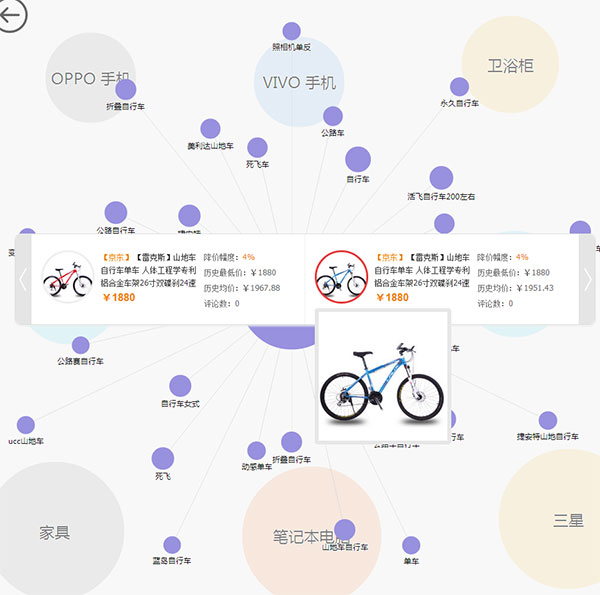 照相机单反
OPPO 手机
VIVO 手机
卫浴柜
折叠自行车
永久自行车
公路车
美利达山地车
死飞车
自行车
活飞自行车200左右
公路自行车
【京东】【雷克斯】山地车
自行车单车 人体工程学专利
铝合金车架26寸双碟刹24速
￥1880
降价幅度：4%
历史最低价：￥1880
历史均价：￥1967.88
评论数：0
【京东】【雷克斯】山地车
自行车单车 人体工程学专利
铝合金车架26寸双碟刹24速
￥1880
降价幅度：4%
历史最低价：￥1880
历史均价：￥1951.43
评论数：0
公路赛自行车
自行车女式
ucc山地车
捷安特山地自行车
动感单车
折叠自行车
死飞
家具
笔记本电脑
三星
山地车自行车
蓝岛自行车
单车